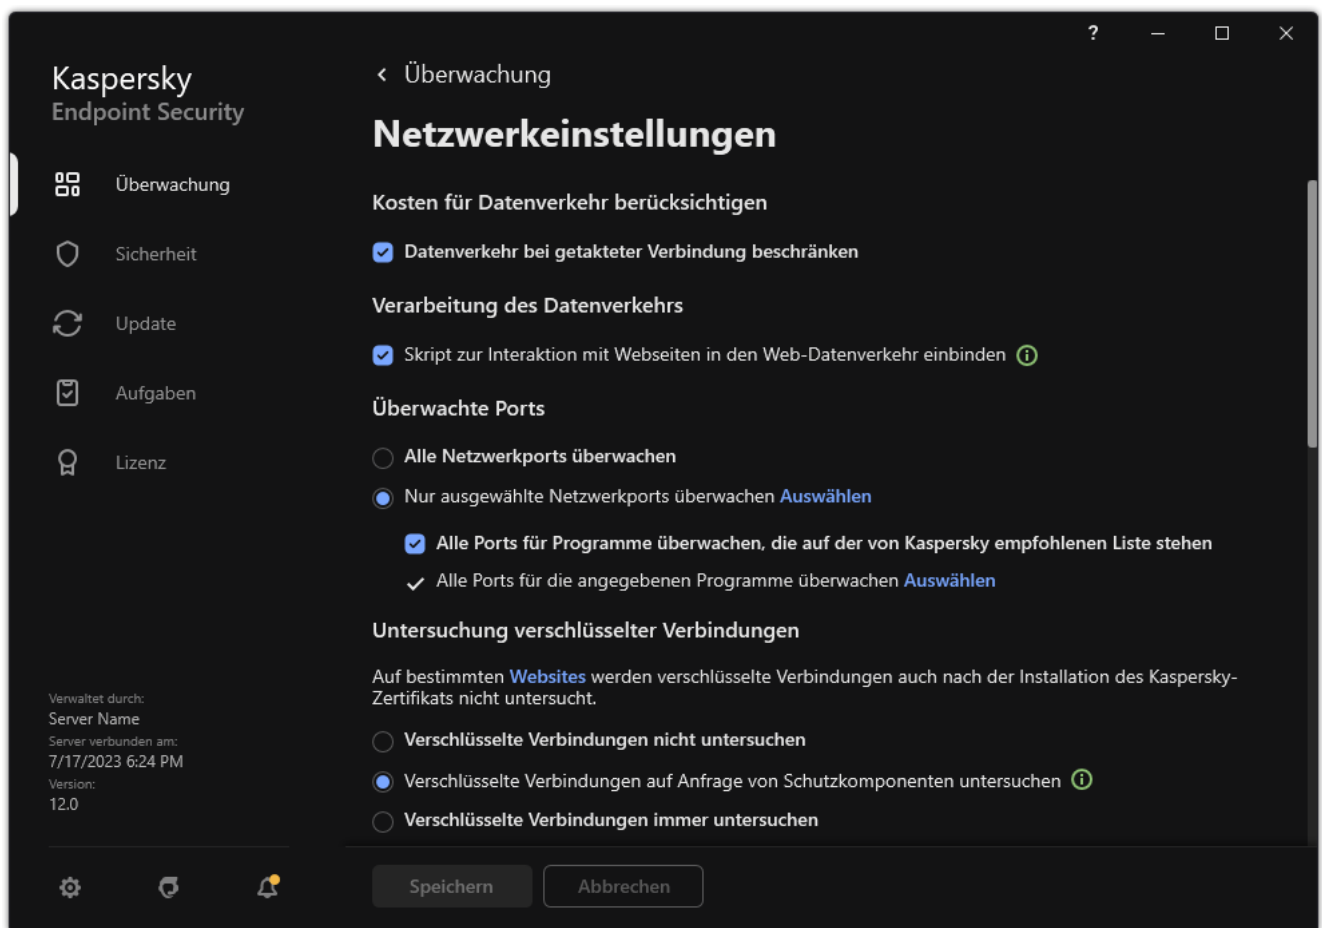 ?
Kaspersky
Endpoint Security
Überwachung
Sicherheit
Update
Aufgaben
Lizenz
Verwaltet durch:
Server Name
Server verbunden am:
7/17/2023 6:24 PM
Version:
12.0
Überwachung
Netzwerkeinstellungen
Kosten für Datenverkehr berücksichtigen
Datenverkehr bei getakteter Verbindung beschränken
Verarbeitung des Datenverkehrs
Skript zur Interaktion mit Webseiten in den Web-Datenverkehr einbinden
Überwachte Ports
Alle Netzwerkports überwachen
Nur ausgewählte Netzwerkports überwachen Auswählen
Alle Ports für Programme überwachen, die auf der von Kaspersky empfohlenen Liste stehen
Alle Ports für die angegebenen Programme überwachen Auswählen
Untersuchung verschlüsselter Verbindungen
Auf bestimmten Websites werden verschlüsselte Verbindungen auch nach der Installation des Kaspersky-
Zertifikats nicht untersucht.
Verschlüsselte Verbindungen nicht untersuchen
Verschlüsselte Verbindungen auf Anfrage von Schutzkomponenten untersuchen
Verschlüsselte Verbindungen immer untersuchen
Speichern
Abbrechen